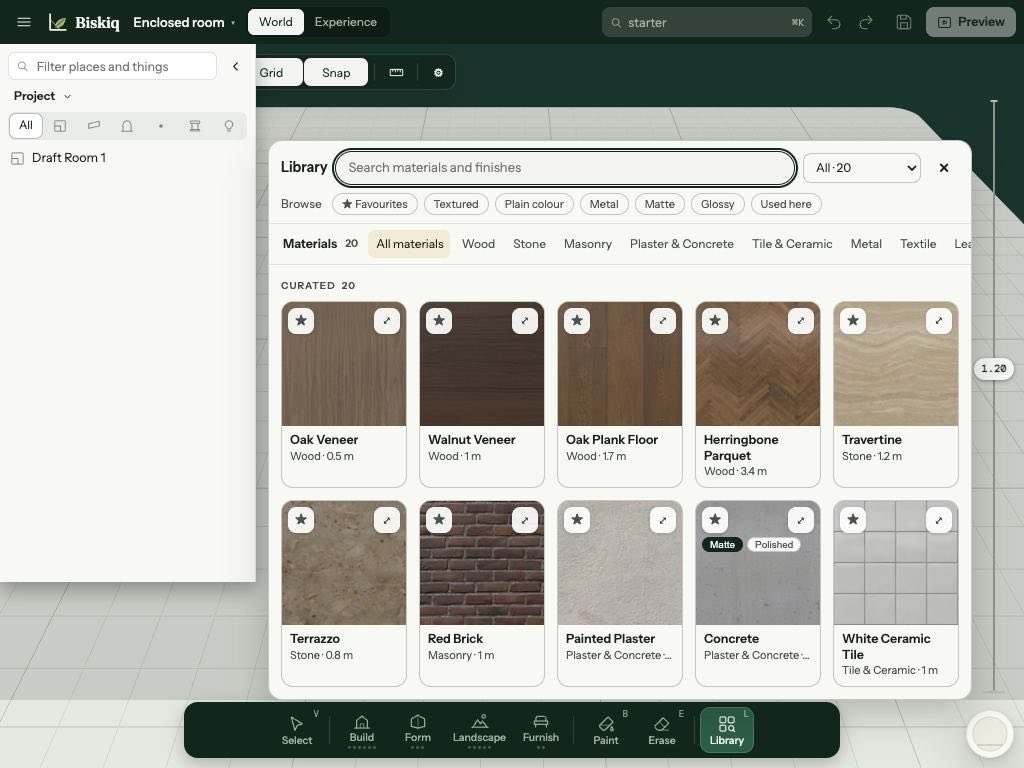 Biskiq
Enclosed room
World
Experience
starter
⌘K
Preview
Filter places and things
Grid
Snap
Project
All
Draft Room 1
Library
Search materials and finishes
All · 20
Browse
★ Favourites
Textured
Plain colour
Metal
Matte
Glossy
Used here
Materials 20
All materials
Wood
Stone
Masonry
Plaster & Concrete
Tile & Ceramic
Metal
Textile
Lea
CURATED 20
Oak Veneer
Wood · 0.5 m
Walnut Veneer
Wood · 1 m
Oak Plank Floor
Wood · 1.7 m
Herringbone
Parquet
Wood · 3.4 m
Travertine
Stone · 1.2 m
1.20
Terrazzo
Stone · 0.8 m
Red Brick
Masonry · 1 m
Painted Plaster
Plaster & Concrete ·...
Matte
Polished
Concrete
Plaster & Concrete ·...
White Ceramic
Tile
Tile & Ceramic · 1 m
Select
V
Build
Form
Landscape
Furnish
Paint
B
Erase
E
Library
L